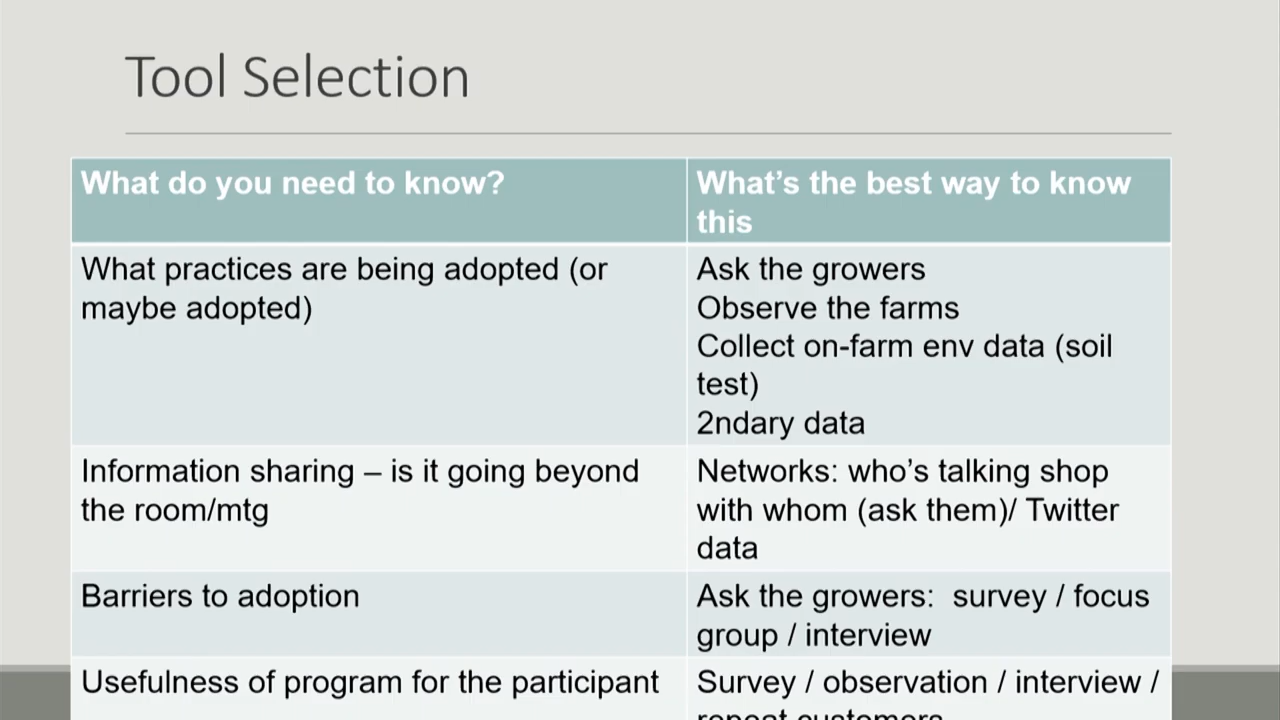 Tool Selection
What do you need to know?
What's the best way to know
this
What practices are being adopted (or
maybe adopted)
Ask the growers
Observe the farms
Collect on-farm env data (soil
test)
2ndary data
Information sharing – is it going beyond
the room/mtg
Networks: who's talking shop
with whom (ask them)/ Twitter
data
Barriers to adoption
Ask the growers:  survey / focus
group / interview
Usefulness of program for the participant
Survey / observation / interview /
repeat customers